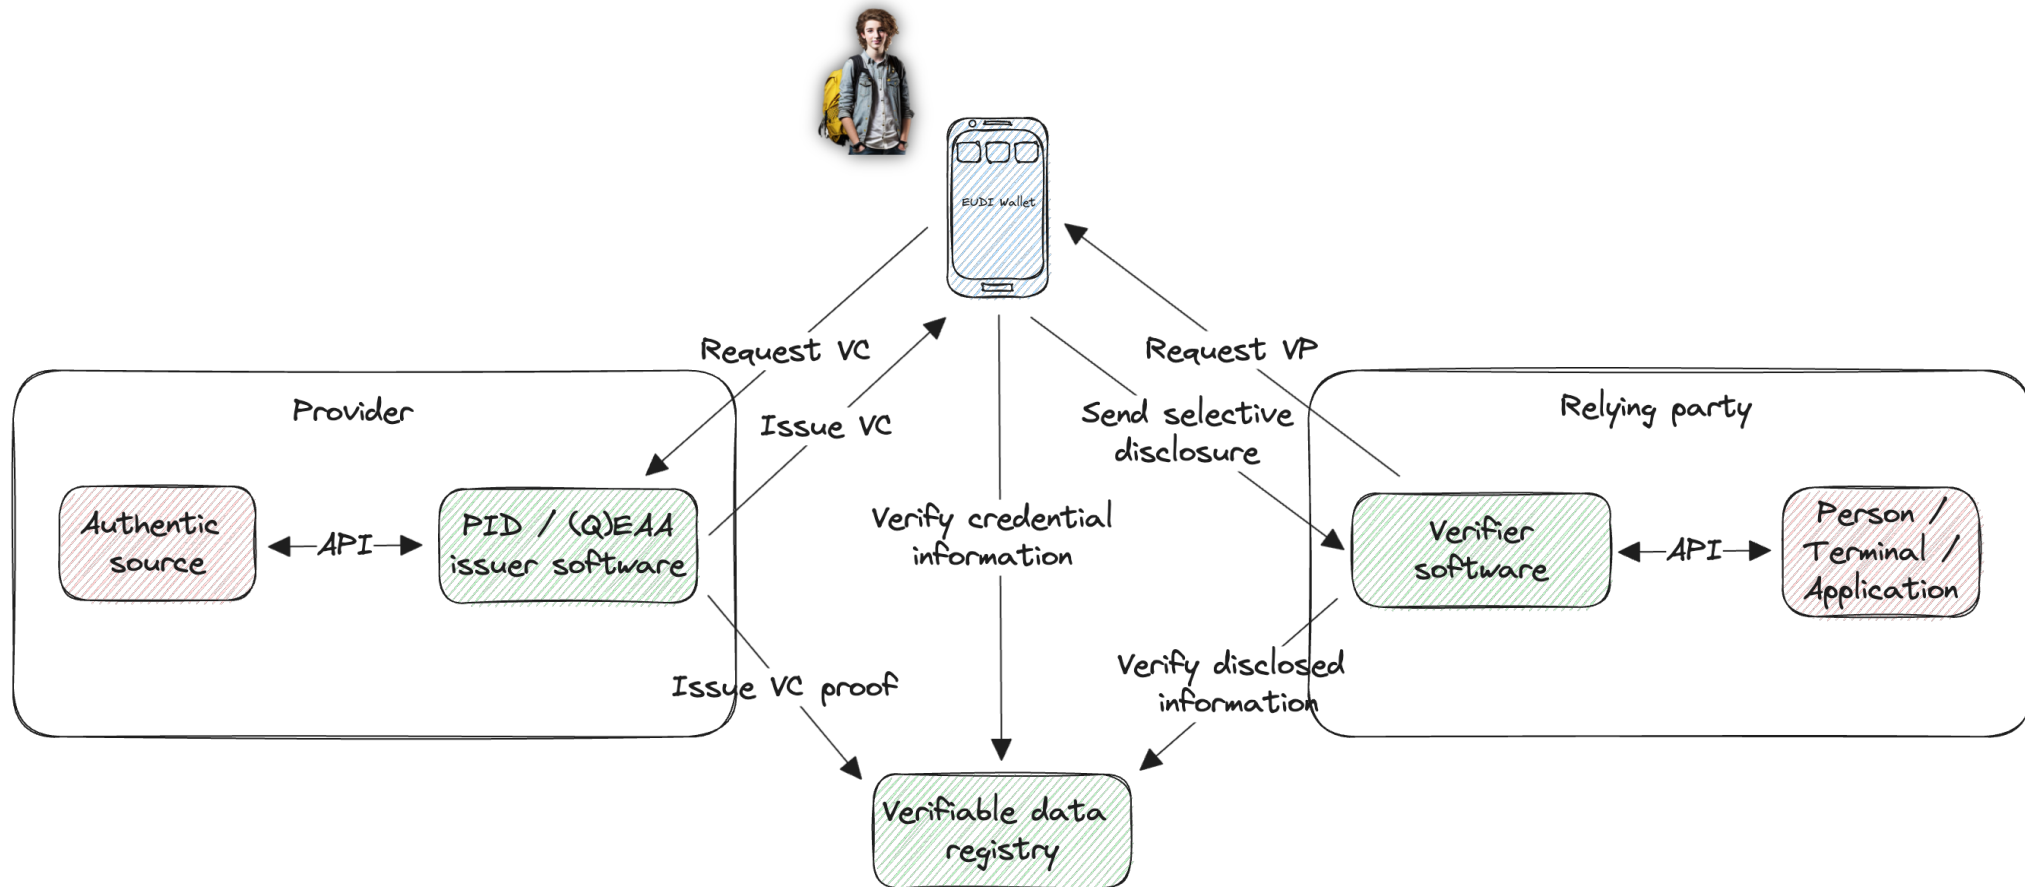 EUDI Wallet
Request VC
Request VP
Provider
Issue VC
Send selective
disclosure
Relying party
Authentic
source
API
PID / (Q)EAA
issuer software
Verify credential
information
Verifier
software
API
Person /
Terminal /
Application
Issue VC proof
Verify disclosed
information
Verifiable data
registry